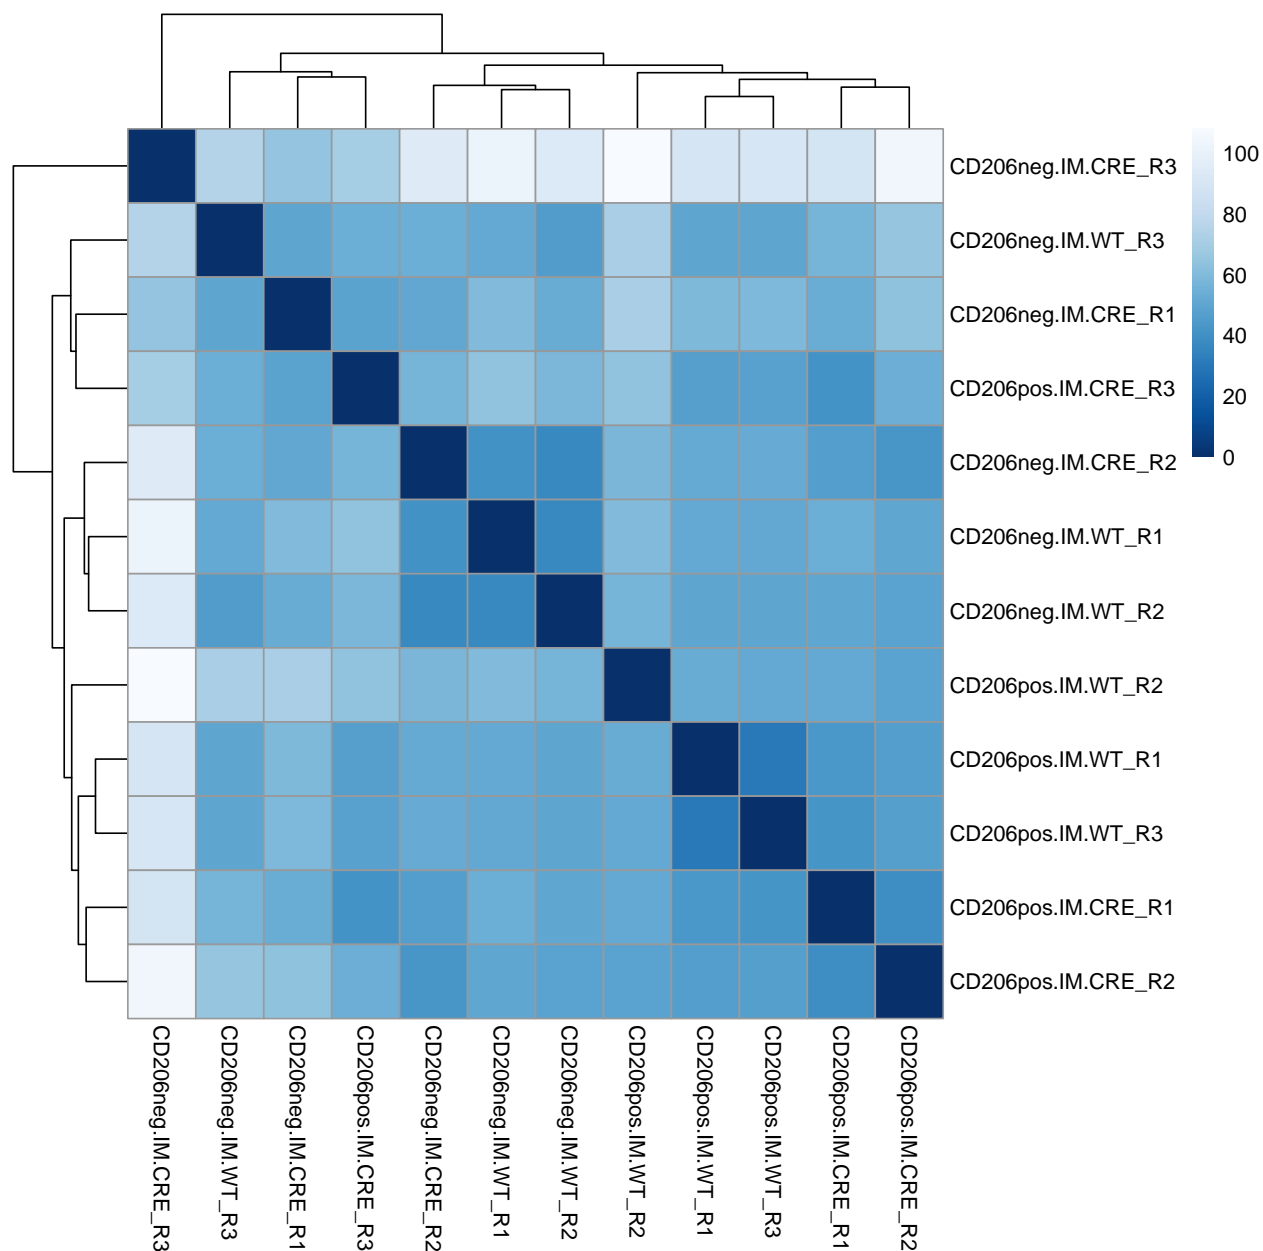 CD206neg.IM.CRE_R3
CD206neg.IM.WT_R3
CD206neg.IM.CRE_R1
CD206pos.IM.CRE_R3
CD206neg.IM.CRE_R2
CD206neg.IM.WT_R1
CD206neg.IM.WT_R2
CD206pos.IM.WT_R2
CD206pos.IM.WT_R1
CD206pos.IM.WT_R3
CD206pos.IM.CRE_R1
CD206pos.IM.CRE_R2
100
80
60
40
20
0
CD206neg.IM.CRE_R3
CD206neg.IM.WT_R3
CD206neg.IM.CRE_R1
CD206pos.IM.CRE_R3
CD206neg.IM.CRE_R2
CD206neg.IM.WT_R1
CD206neg.IM.WT_R2
CD206pos.IM.WT_R2
CD206pos.IM.WT_R1
CD206pos.IM.WT_R3
CD206pos.IM.CRE_R1
CD206pos.IM.CRE_R2